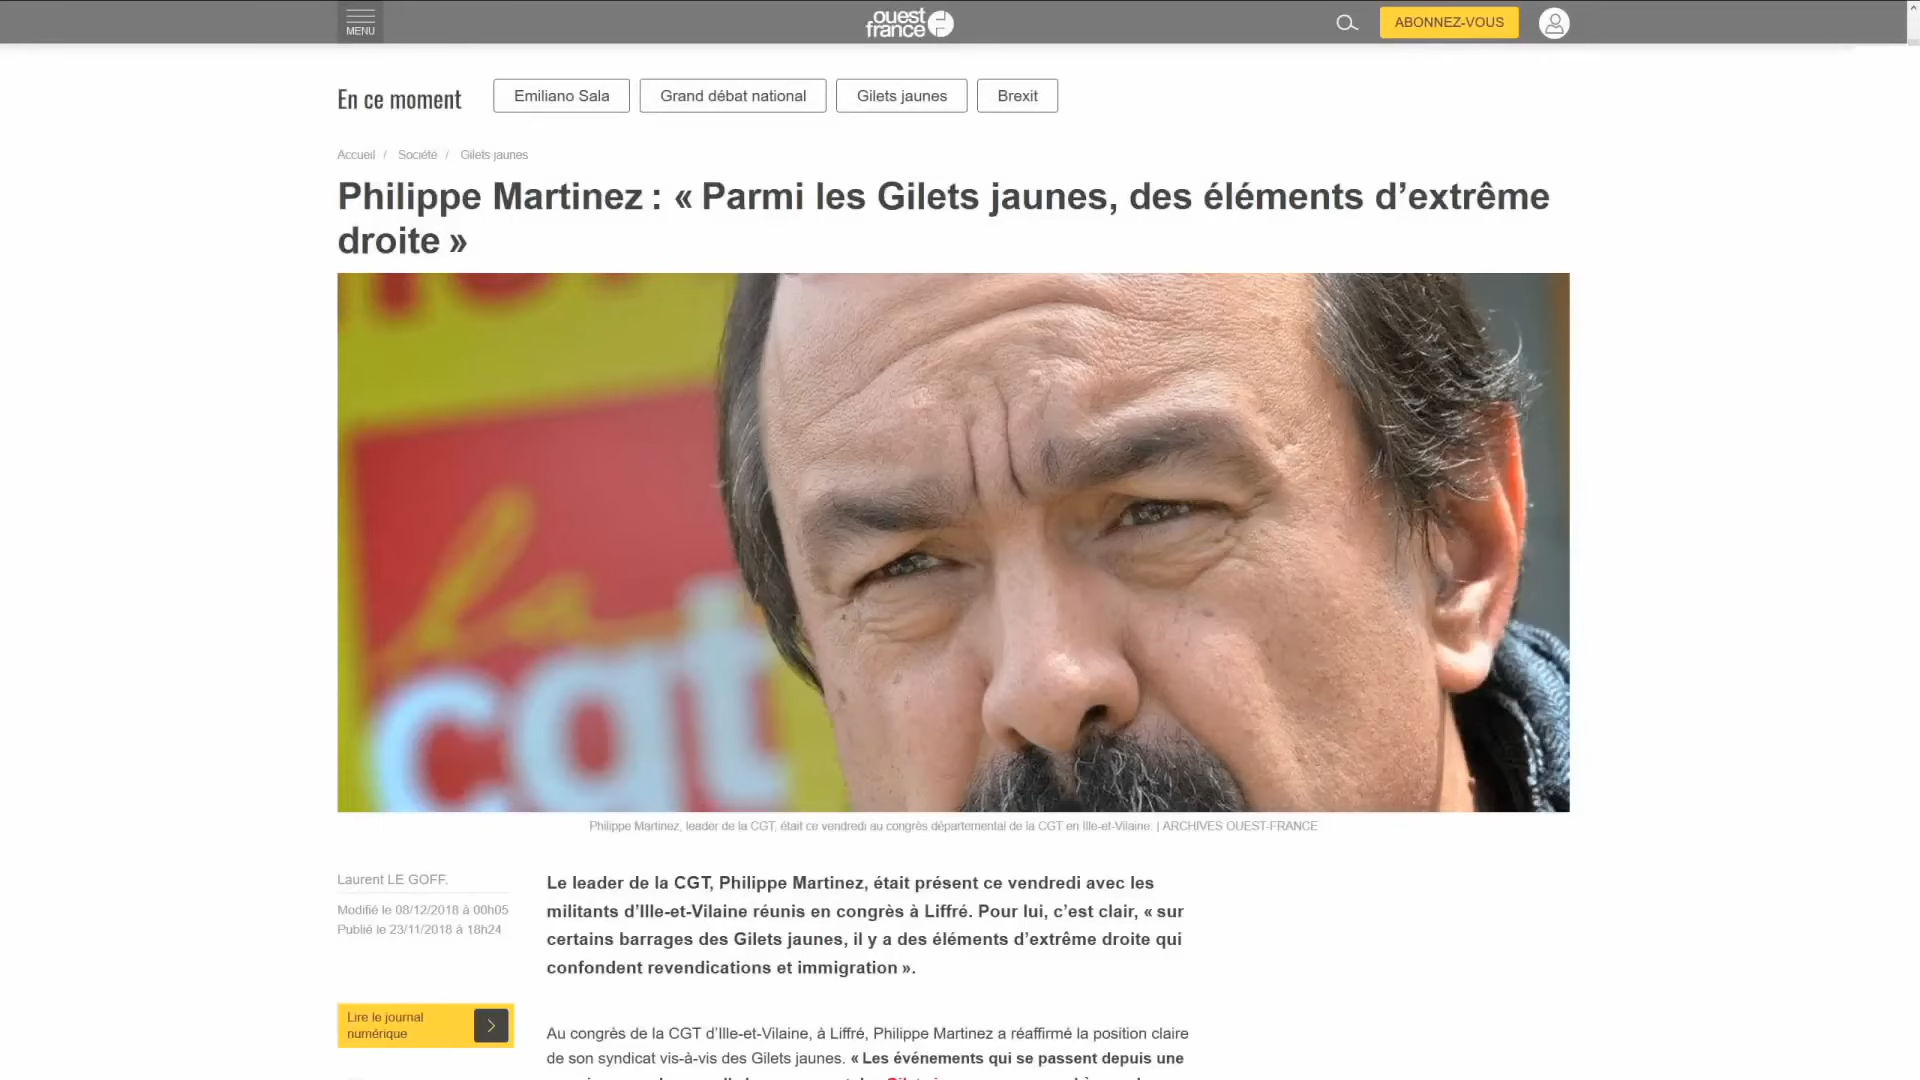 MENU
ouest
france
ABONNEZ-VOUS
En ce moment
Emiliano Sala
Grand débat national
Gilets jaunes
Brexit
Accueil / Société / Gilets jaunes
Philippe Martinez : « Parmi les Gilets jaunes, des éléments d’extrême
droite »
la
cgt
Philippe Martinez, leader de la CGT, était ce vendredi au congrès départemental de la CGT en Ille-et-Vilaine. | ARCHIVES OUEST-FRANCE
Laurent LE GOFF.
Modifié le 08/12/2018 à 00h05
Publié le 23/11/2018 à 18h24
Lire le journal
numérique
Le leader de la CGT, Philippe Martinez, était présent ce vendredi avec les
militants d’Ille-et-Vilaine réunis en congrès à Liffré. Pour lui, c’est clair, « sur
certains barrages des Gilets jaunes, il y a des éléments d’extrême droite qui
confondent revendications et immigration ».
Au congrès de la CGT d’Ille-et-Vilaine, à Liffré, Philippe Martinez a réaffirmé la position claire
de son syndicat vis-à-vis des Gilets jaunes. « Les événements qui se passent depuis une